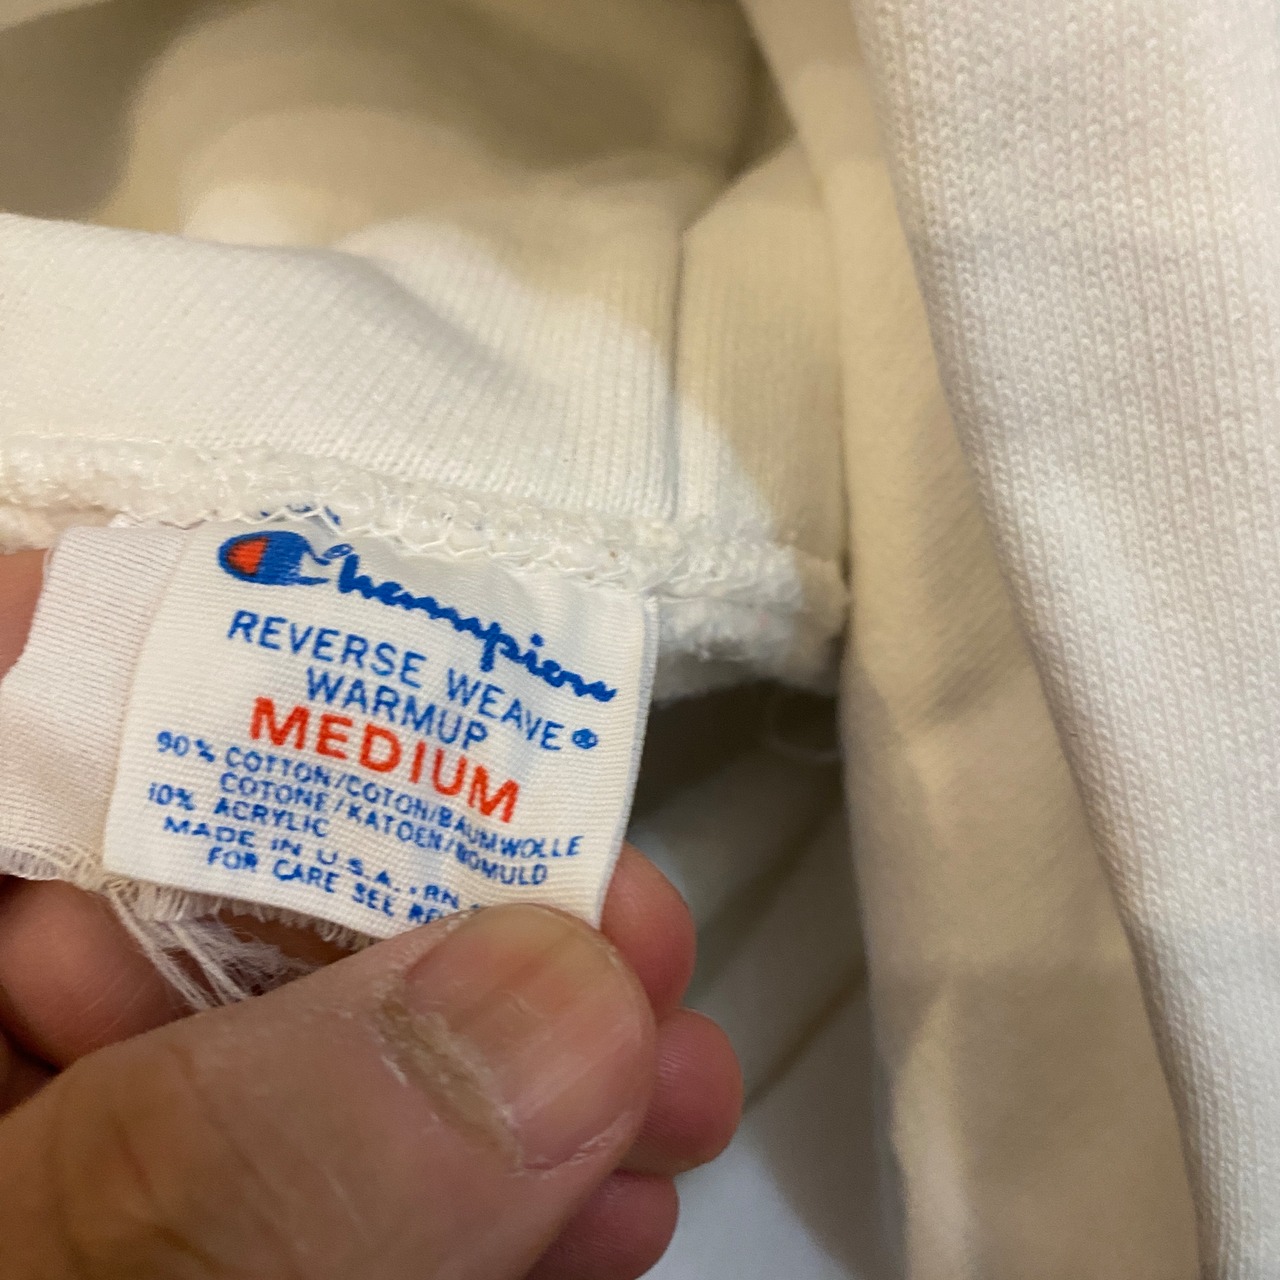 Champion
REVERSE WEAVE®
WARMUP
MEDIUM
90% COTTON/COTON/BAUMWOLLE
COTONE/KATOEN/BOMULD
10% ACRYLIC
MADE IN U.S.A., RN
FOR CARE SEE